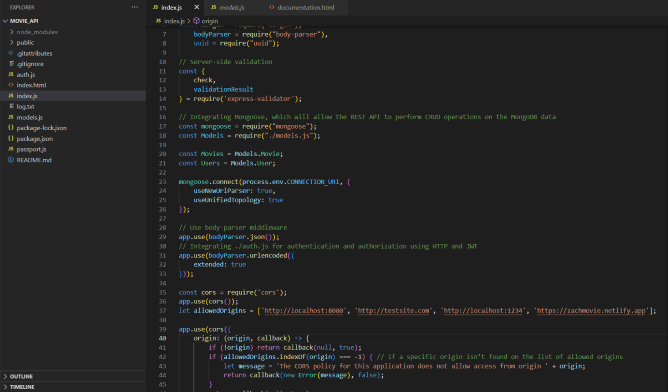 EXPLORER
MOVIE_API
node_modules
public
.gitattributes
.gitignore
auth.js
index.html
index.js
log.txt
models.js
package-lock.json
package.json
passport.js
README.md
OUTLINE
TIMELINE
index.js
models.js
documentation.html
index.js > origin
7 bodyParser = require("body-parser"),
8 uuid = require("uuid");
9
10 // Server-side validation
11 const {
12 check,
13 validationResult
14 } = require('express-validator');
15
16 // Integrating Mongoose, which will allow the REST API to perform CRUD operations on the MongoDB data
17 const mongoose = require("mongoose");
18 const Models = require("./models.js");
19
20 const Movies = Models.Movie;
21 const Users = Models.User;
22
23 mongoose.connect(process.env.CONNECTION_URI, {
24 useNewUrlParser: true,
25 useUnifiedTopology: true
26 });
27
28 // Use body parser middleware
29 app.use(bodyParser.json());
30 // Integrating ./auth.js for authentication and authorization using HTTP and JWT
31 app.use(bodyParser.urlencoded({
32 extended: true
33 }));
34
35 const cors = require('cors');
36 app.use(cors());
37 let allowedOrigins = ['http://localhost:8080', 'http://testsite.com', 'http://localhost:1234', 'https://zachmovie.netlify.app'];
38
39 app.use(cors({
40 origin: (origin, callback) => {
41 if (!origin) return callback(null, true);
42 if (allowedOrigins.indexOf(origin) === -1) { // If a specific origin isn't found on the list of allowed origins
43 let message = 'The CORS policy for this application does not allow access from origin ' + origin;
44 return callback(new Error(message), false);
45 }